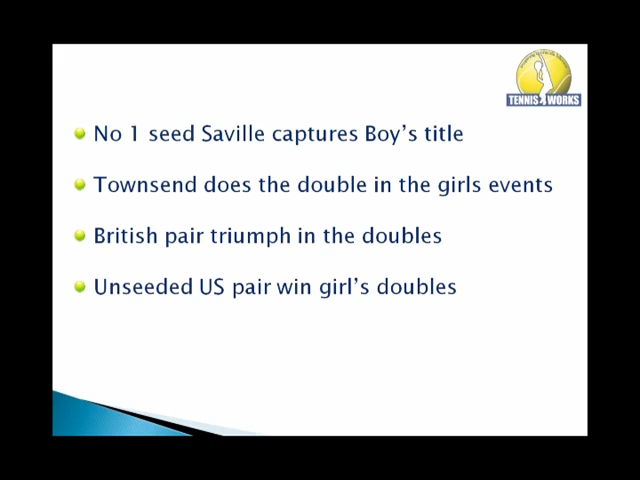 TENNIS WORKS
No 1 seed Saville captures Boy's title
Townsend does the double in the girls events
British pair triumph in the doubles
Unseeded US pair win girl's doubles